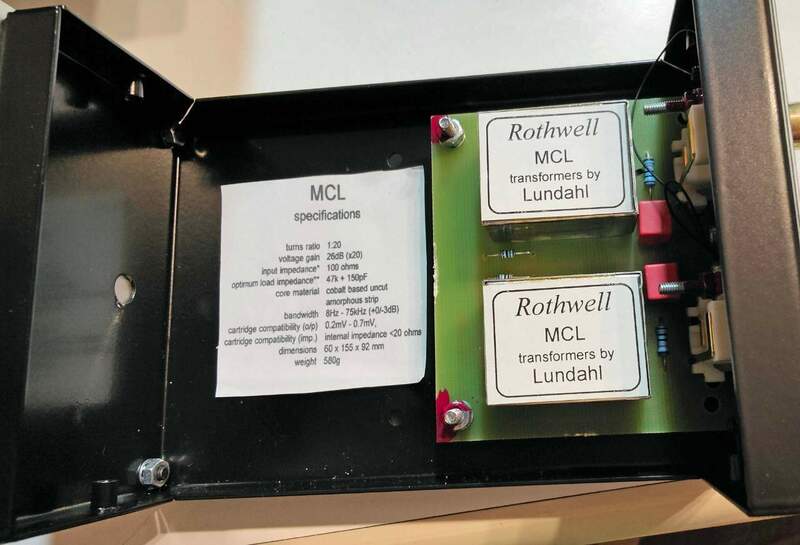 MCL
specifications
turns ratio 1:20
voltage gain 26dB (x20)
input impedance* 100 ohms
optimum load impedance** 47k + 150pF
core material cobalt based uncut
amorphous strip
bandwidth 8Hz - 75kHz (+0/-3dB)
cartridge compatibility (o/p) 0.2mV - 0.7mV,
cartridge compatibility (imp.) internal impedance <20 ohms
dimensions 60 x 155 x 92 mm
weight 580g
Rothwell
MCL
transformers by
Lundahl
Rothwell
MCL
transformers by
Lundahl